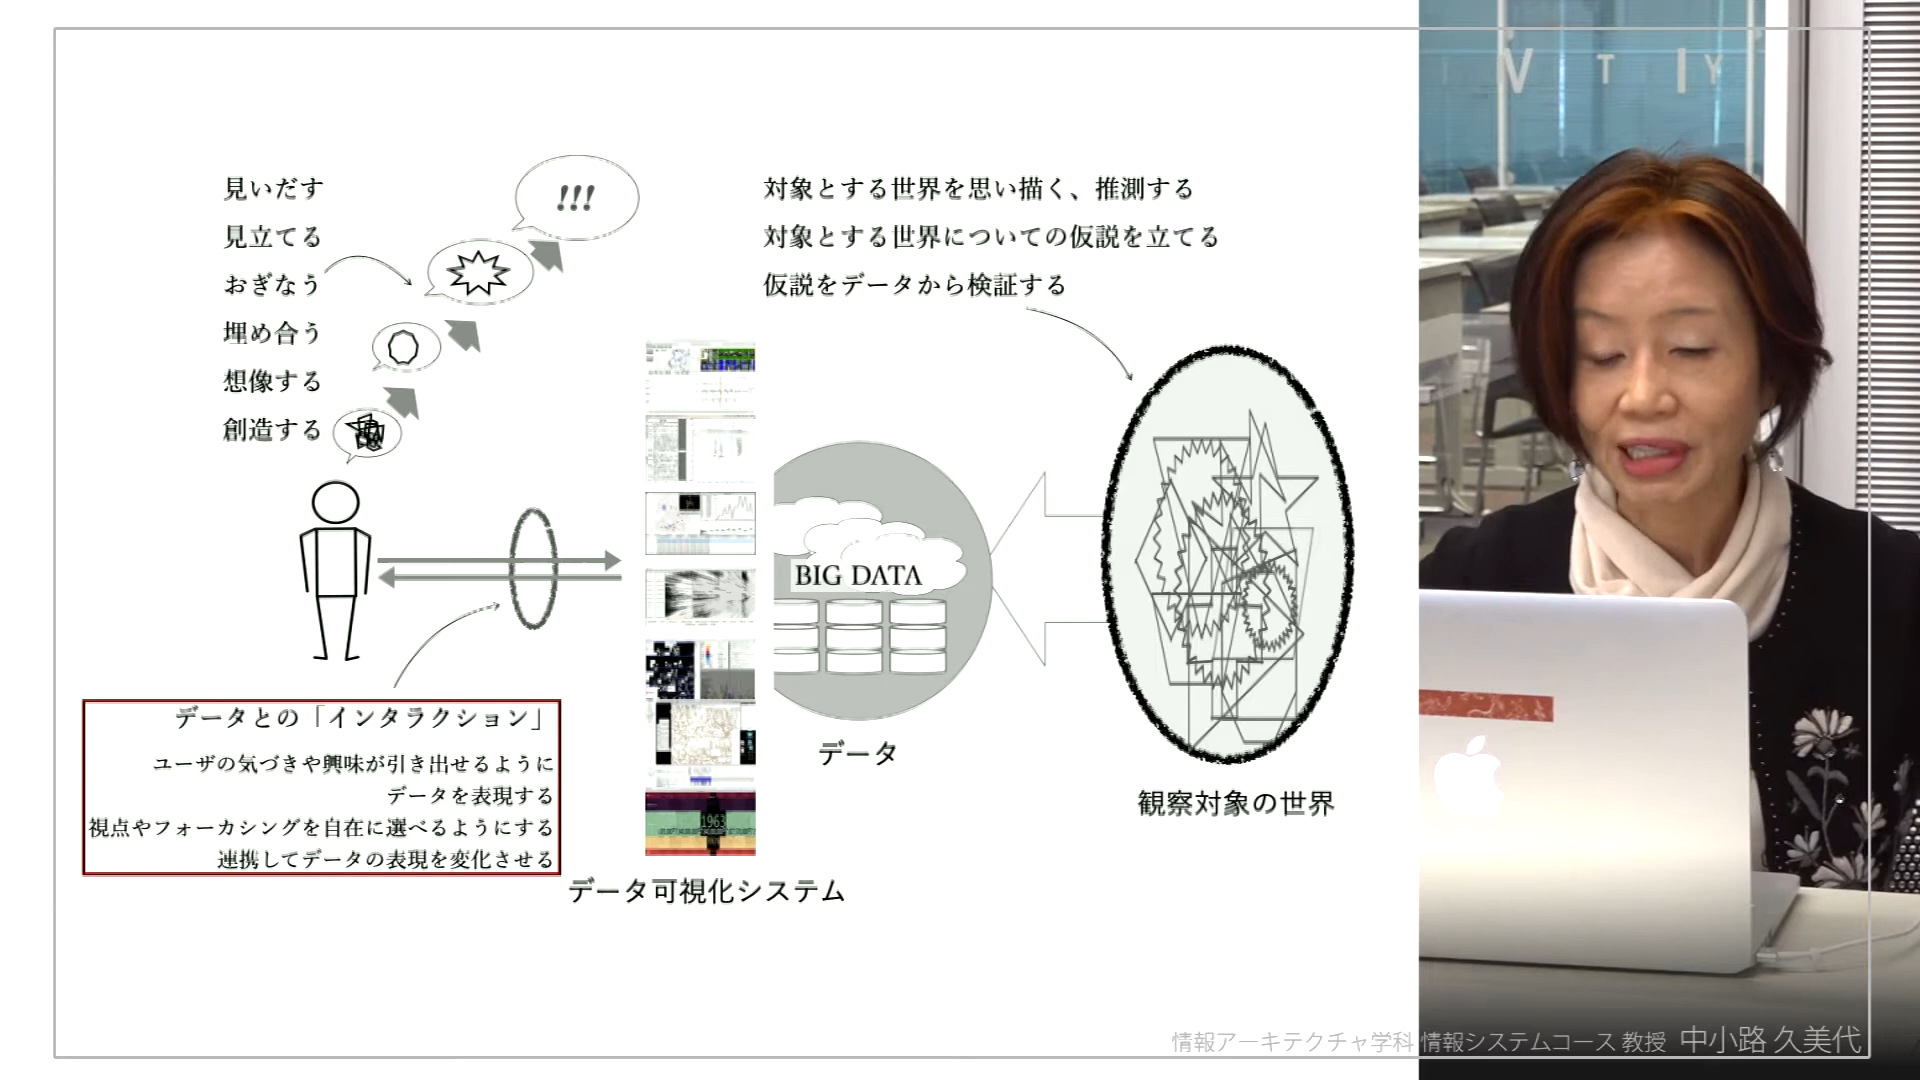 V T I Y
見いだす
見立てる
おぎなう
埋め合う
想像する
創造する
!!!
対象とする世界を思い描く、推測する
対象とする世界についての仮説を立てる
仮説をデータから検証する
BIG DATA
データ
観察対象の世界
1963
データ可視化システム
データとの「インタラクション」
ユーザの気づきや興味が引き出せるように
データを表現する
視点やフォーカシングを自在に選べるようにする
連携してデータの表現を変化させる
情報アーキテクチャ学科 情報システムコース 教授 中小路 久美代